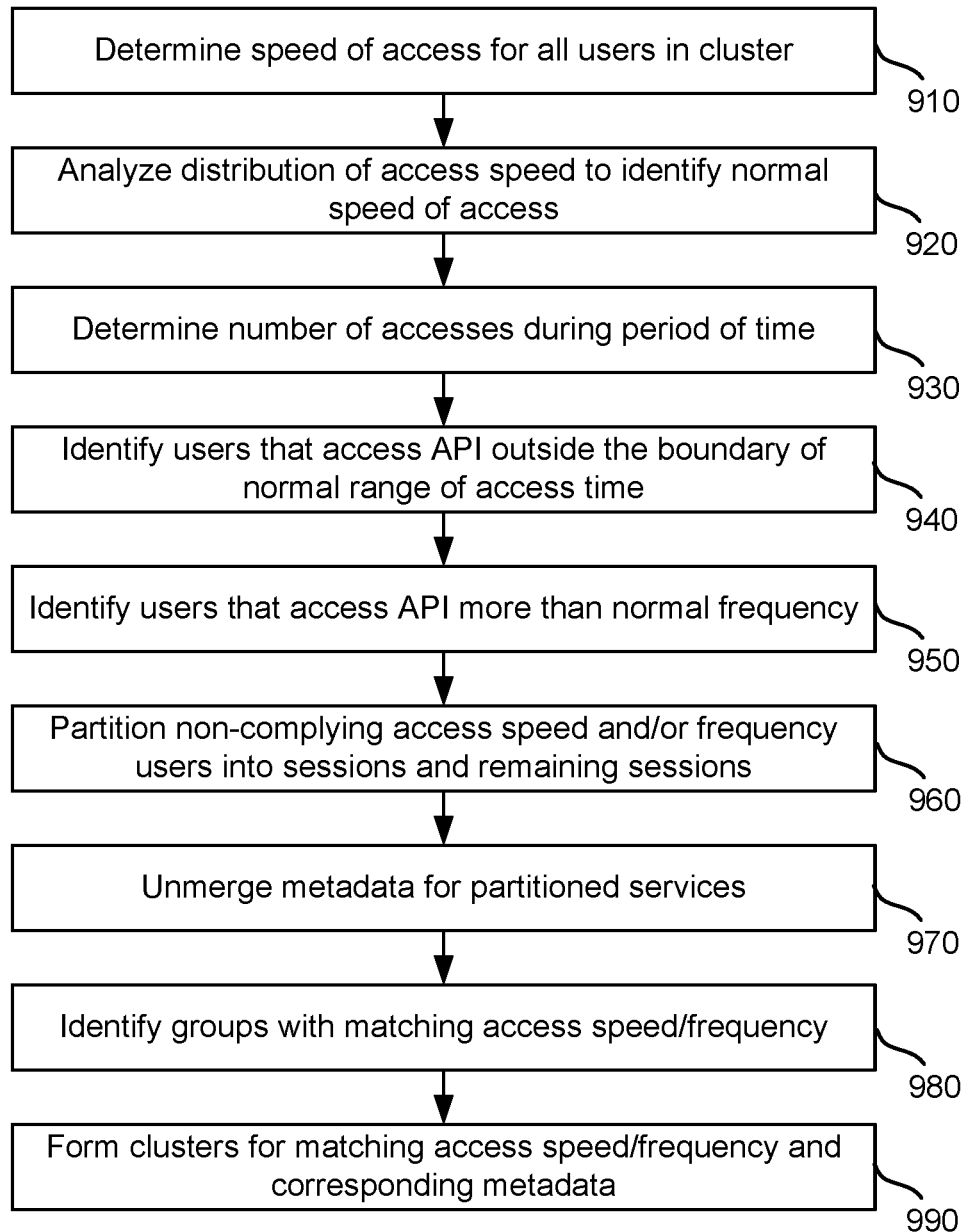 Determine speed of access for all users in cluster
910
Analyze distribution of access speed to identify normal
speed of access
920
Determine number of accesses during period of time
930
Identify users that access API outside the boundary of
normal range of access time
940
Identify users that access API more than normal frequency
950
Partition non-complying access speed and/or frequency
users into sessions and remaining sessions
960
Unmerge metadata for partitioned services
970
Identify groups with matching access speed/frequency
980
Form clusters for matching access speed/frequency and
corresponding metadata
990